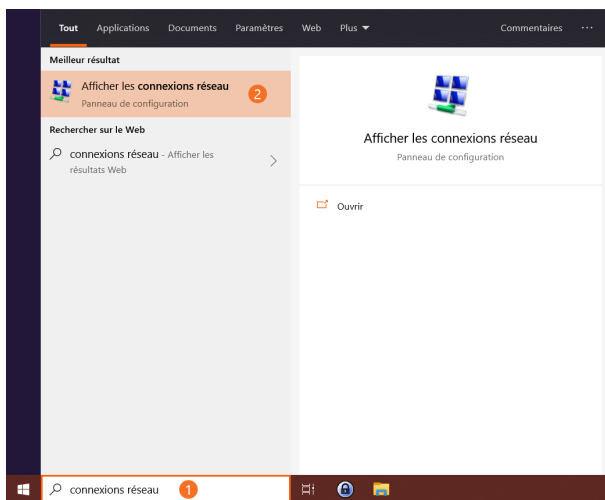 Tout Applications Documents Paramètres Web Plus Commentaires ...
Meilleur résultat
Afficher les connexions réseau
Panneau de configuration
2
Rechercher sur le Web
connexions réseau - Afficher les
résultats Web
Afficher les connexions réseau
Panneau de configuration
Ouvrir
connexions réseau 1